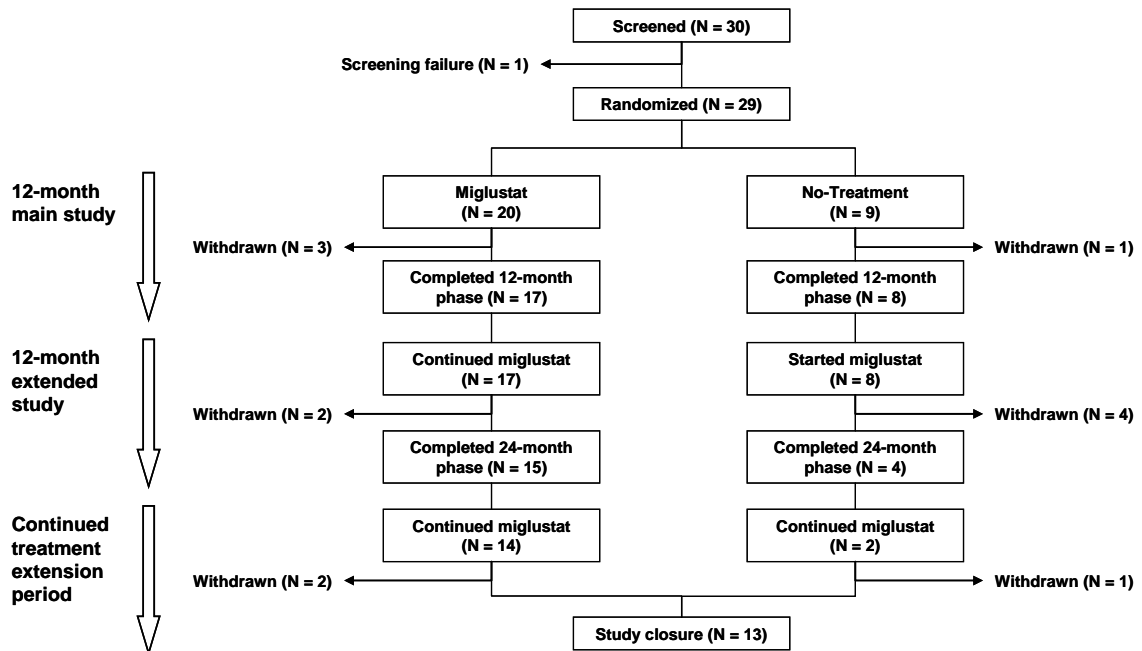 Screened (N = 30)
Screening failure (N = 1)
Randomized (N = 29)
12-month
main study
Miglustat
(N = 20)
No-Treatment
(N = 9)
Withdrawn (N = 3)
Withdrawn (N = 1)
Completed 12-month
phase (N = 17)
Completed 12-month
phase (N = 8)
12-month
extended
study
Continued miglustat
(N = 17)
Started miglustat
(N = 8)
Withdrawn (N = 2)
Withdrawn (N = 4)
Completed 24-month
phase (N = 15)
Completed 24-month
phase (N = 4)
Continued
treatment
extension
period
Continued miglustat
(N = 14)
Continued miglustat
(N = 2)
Withdrawn (N = 2)
Withdrawn (N = 1)
Study closure (N = 13)